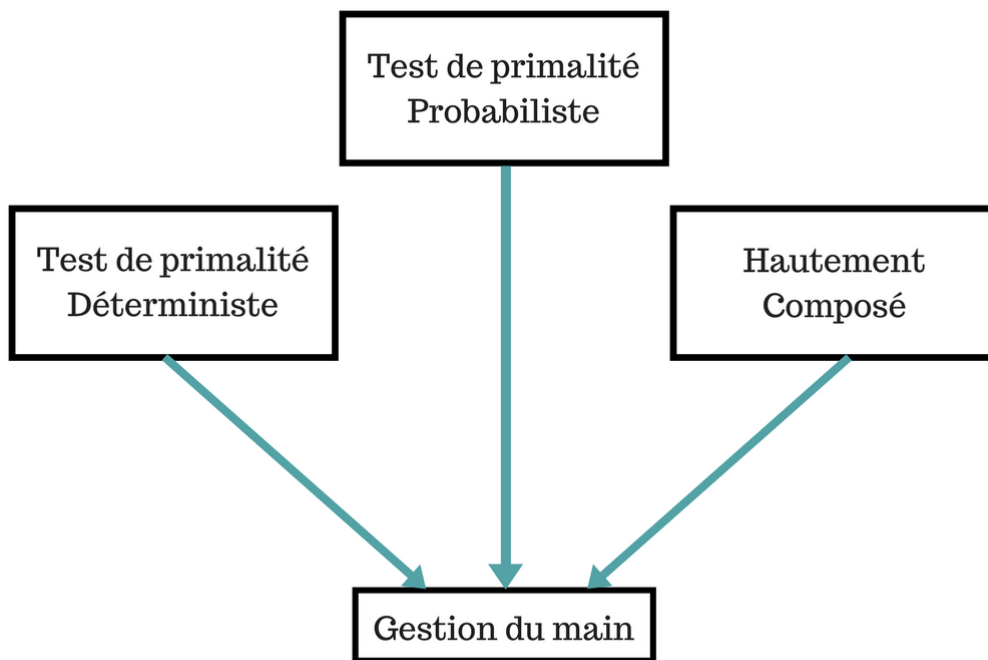 Test de primalité
Probabiliste
Test de primalité
Déterministe
Hautement
Composé
Gestion du main